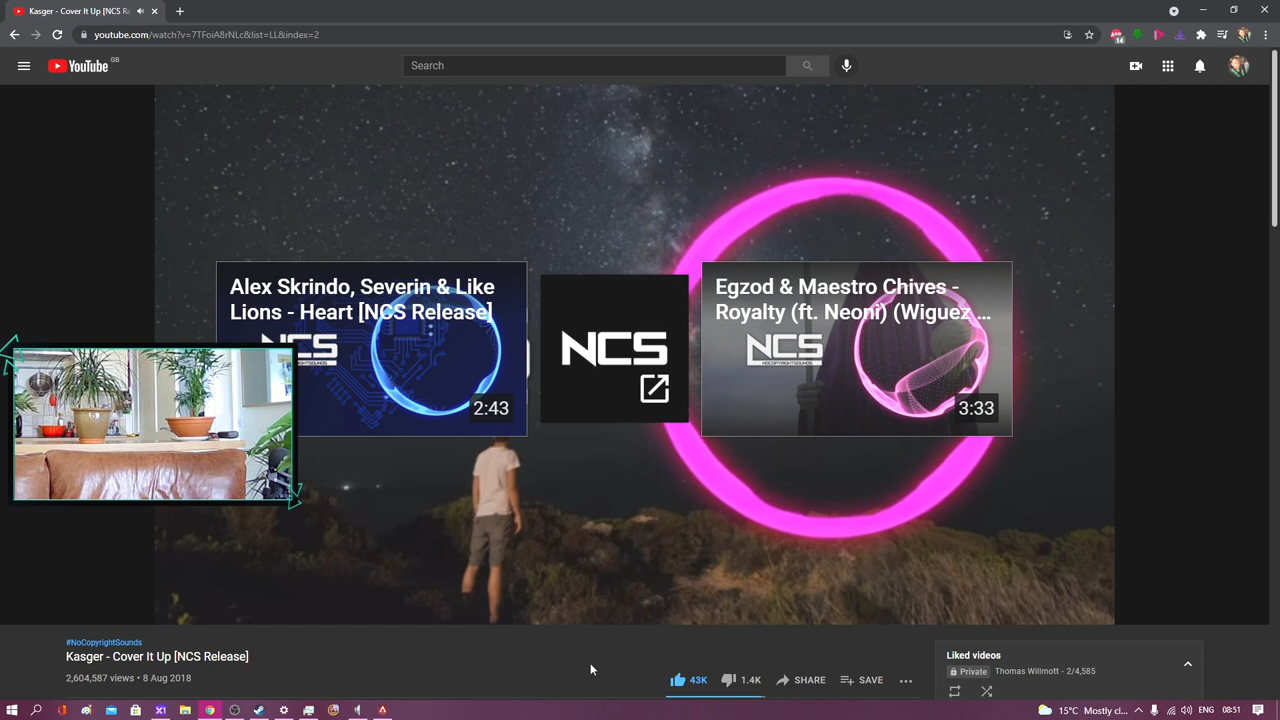 Kasger - Cover It Up [NCS Re
youtube.com/watch?v=7TFoiA8rNLc&list=LL&index=2
14
YouTube GB
Search
Alex Skrindo, Severin & Like
Lions - Heart [NCS Release]
NCS
2:43
NCS
Egzod & Maestro Chives -
Royalty (ft. Neoni) (Wiguez ...
NCS
3:33
#NoCopyrightSounds
Kasger - Cover It Up [NCS Release]
2,604,587 views • 8 Aug 2018
43K
1.4K
SHARE
SAVE
Liked videos
Private
Thomas Willmott - 2/4,585
15°C Mostly cl...
ENG
08:51